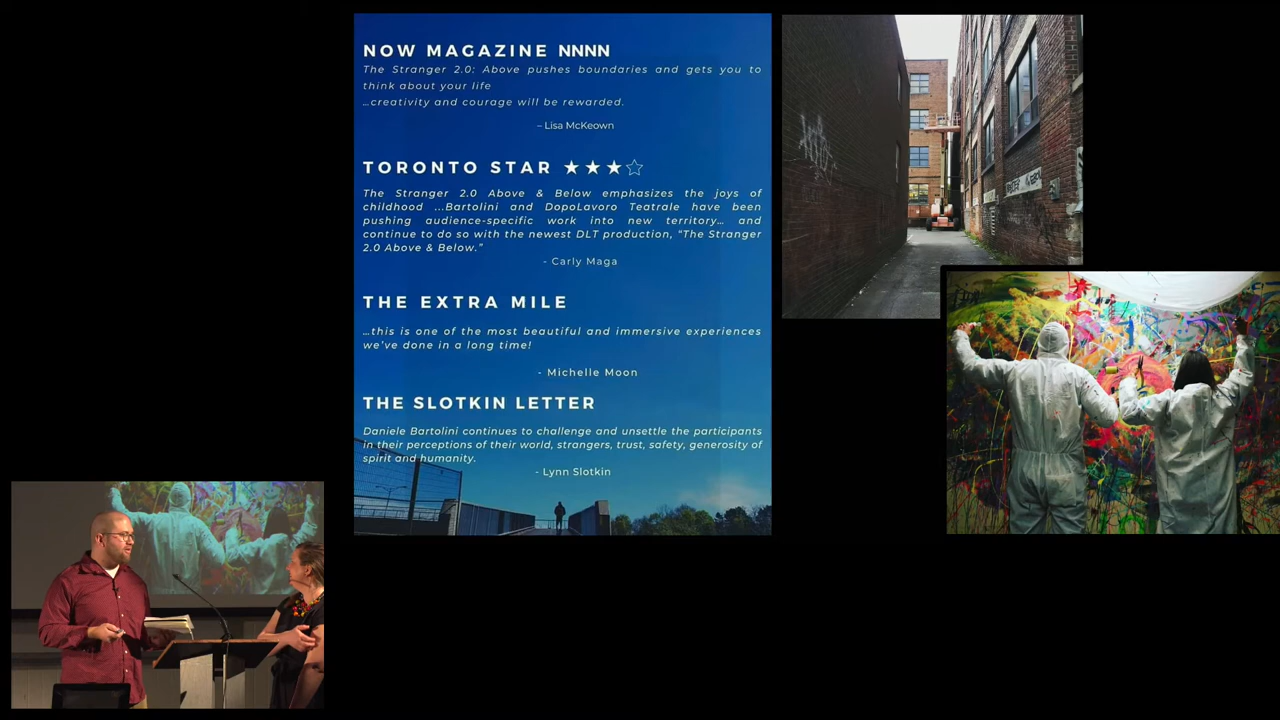 NOW MAGAZINE NNNN
The Stranger 2.0: Above pushes boundaries and gets you to
think about your life
...creativity and courage will be rewarded.
– Lisa McKeown
TORONTO STAR ★★★☆
The Stranger 2.0 Above & Below emphasizes the joys of
childhood ...Bartolini and DopoLavoro Teatrale have been
pushing audience-specific work into new territory... and
continue to do so with the newest DLT production, “The Stranger
2.0 Above & Below.”
- Carly Maga
THE EXTRA MILE
...this is one of the most beautiful and immersive experiences
we’ve done in a long time!
- Michelle Moon
THE SLOTKIN LETTER
Daniele Bartolini continues to challenge and unsettle the participants
in their perceptions of their world, strangers, trust, safety, generosity of
spirit and humanity.
- Lynn Slotkin